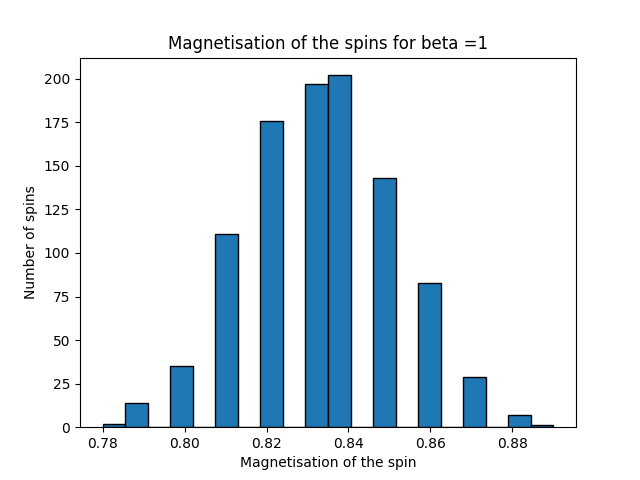 Magnetisation of the spins for beta =1
Number of spins
200
175
150
125
100
75
50
25
0
0.78 0.80 0.82 0.84 0.86 0.88
Magnetisation of the spin